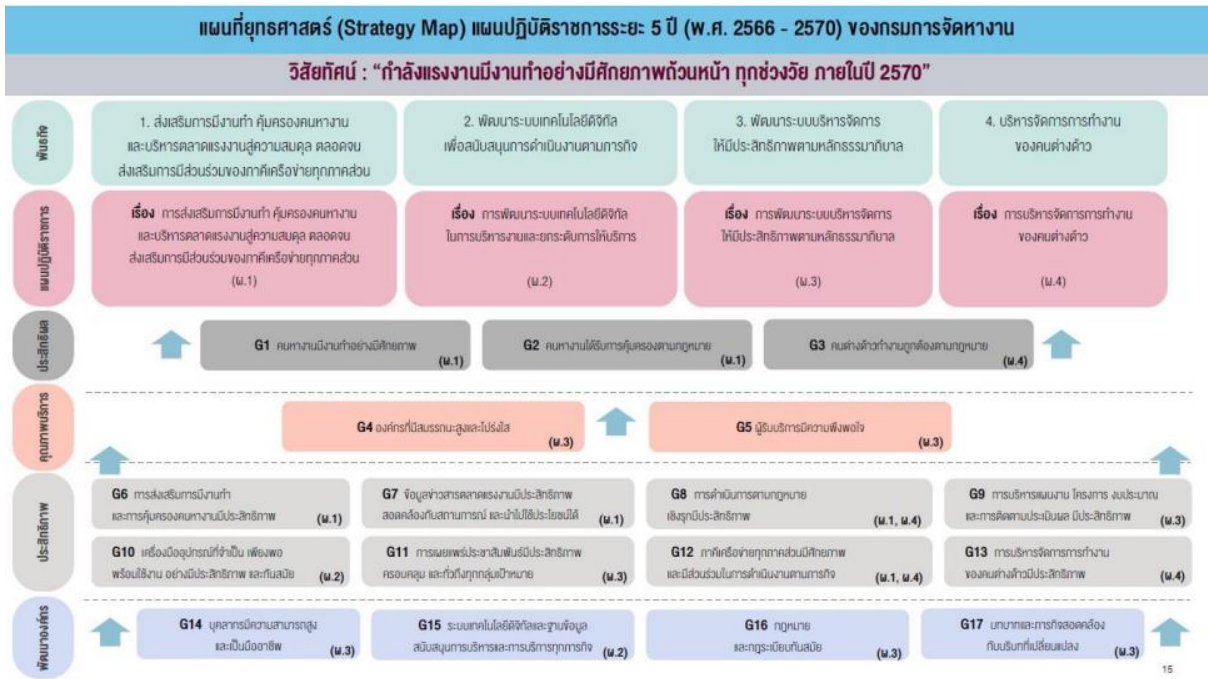 แผนที่ยุทธศาสตร์ (Strategy Map) แผนปฏิบัติราชการระยะ 5 ปี (พ.ศ. 2566 - 2570) ของกรมการจัดหางาน
วิสัยทัศน์ : “กำลังแรงงานมีงานทำอย่างมีศักยภาพถ้วนหน้า ทุกช่วงวัย ภายในปี 2570”
พันธกิจ
1. ส่งเสริมการมีงานทำ คุ้มครองคนหางาน
และบริหารตลาดแรงงานสู่ความสมดุล ตลอดจน
ส่งเสริมการมีส่วนร่วมของภาคีเครือข่ายทุกภาคส่วน
2. พัฒนาระบบเทคโนโลยีดิจิทัล
เพื่อสนับสนุนการดำเนินงานตามภารกิจ
3. พัฒนาระบบบริหารจัดการ
ให้มีประสิทธิภาพตามหลักธรรมาภิบาล
4. บริหารจัดการการทำงาน
ของคนต่างด้าว
แผนปฏิบัติราชการ
เรื่อง การส่งเสริมการมีงานทำ คุ้มครองคนหางาน
และบริหารตลาดแรงงานสู่ความสมดุล ตลอดจน
ส่งเสริมการมีส่วนร่วมของภาคีเครือข่ายทุกภาคส่วน
(ผ.1)
เรื่อง การพัฒนาระบบเทคโนโลยีดิจิทัล
ในการบริหารงานและยกระดับการให้บริการ
(ผ.2)
เรื่อง การพัฒนาระบบบริหารจัดการ
ให้มีประสิทธิภาพตามหลักธรรมาภิบาล
(ผ.3)
เรื่อง การบริหารจัดการการทำงาน
ของคนต่างด้าว
(ผ.4)
ประสิทธิผล
G1 คนหางานมีงานทำอย่างมีศักยภาพ
(ผ.1)
G2 คนหางานได้รับการคุ้มครองตามกฎหมาย
(ผ.1)
G3 คนต่างด้าวทำงานถูกต้องตามกฎหมาย
(ผ.4)
คุณภาพบริการ
G4 องค์กรที่มีสมรรถนะสูงและโปร่งใส
(ผ.3)
G5 ผู้รับบริการมีความพึงพอใจ
(ผ.3)
ประสิทธิภาพ
G6 การส่งเสริมการมีงานทำ
และการคุ้มครองคนหางานมีประสิทธิภาพ (ผ.1)
G7 ข้อมูลข่าวสารตลาดแรงงานมีประสิทธิภาพ
สอดคล้องกับสถานการณ์ และนำไปใช้ประโยชน์ได้ (ผ.1)
G8 การดำเนินการตามกฎหมาย
เชิงรุกมีประสิทธิภาพ (ผ.1, ผ.4)
G9 การบริหารแผนงาน โครงการ งบประมาณ
และการติดตามประเมินผล มีประสิทธิภาพ (ผ.3)
G10 เครื่องมืออุปกรณ์ที่จำเป็น เพียงพอ
พร้อมใช้งาน อย่างมีประสิทธิภาพ และทันสมัย (ผ.2)
G11 การเผยแพร่ประชาสัมพันธ์มีประสิทธิภาพ
ครอบคลุม และทั่วถึงทุกกลุ่มเป้าหมาย (ผ.3)
G12 ภาคีเครือข่ายทุกภาคส่วนมีศักยภาพ
และมีส่วนร่วมในการดำเนินงานตามภารกิจ (ผ.1, ผ.4)
G13 การบริหารจัดการการทำงาน
ของคนต่างด้าวมีประสิทธิภาพ (ผ.4)
พัฒนาองค์กร
G14 บุคลากรมีความสามารถสูง
และเป็นมืออาชีพ (ผ.3)
G15 ระบบเทคโนโลยีดิจิทัลและฐานข้อมูล
สนับสนุนการบริหารและการบริการทุกภารกิจ (ผ.2)
G16 กฎหมาย
และกฎระเบียบทันสมัย (ผ.3)
G17 บทบาทและภารกิจสอดคล้อง
กับบริบทที่เปลี่ยนแปลง (ผ.3)
15